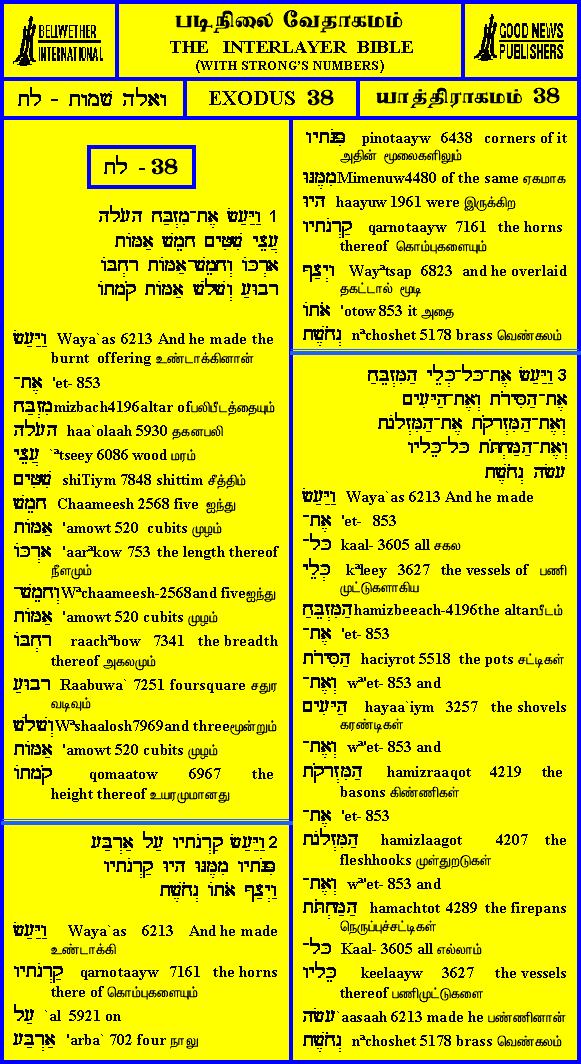 BELLWETHER
INTERNATIONAL
படிநிலை வேதாகமம்
THE INTERLAYER BIBLE
(WITH STRONG'S NUMBERS)
GOOD NEWS
PUBLISHERS
ואלה שמות - לח
EXODUS 38
யாத்திராகமம் 38
38 - לח
1 וַיַּעַשׂ אֶת־מִזְבַּח הָעֹלָה
עֲצֵי שִׁטִּים חָמֵשׁ אַמּוֹת
אָרְכּוֹ וְחָמֵשׁ־אַמּוֹת רָחְבּוֹ
רָבוּעַ וְשָׁלֹשׁ אַמּוֹת קֹמָתוֹ
וַיַּעַשׂ Waya`as 6213 And he made the
burnt offering உண்டாக்கினான்
אֶת־ 'et- 853
מִזְבַּח mizbach4196altar ofபலிபீடத்தையும்
הָעֹלָה haa`olaah 5930 தகனபலி
עֲצֵי `ªtseey 6086 wood மரம்
שִׁטִּים shiTiym 7848 shittim சீத்திம்
חָמֵשׁ Chaameesh 2568 five ஐந்து
אַמּוֹת 'amowt 520 cubits முழம்
אָרְכּוֹ 'aarªkow 753 the length thereof
நீளமும்
וְחָמֵשׁ־Wªchaameesh-2568and fiveஐந்து
אַמּוֹת 'amowt 520 cubits முழம்
רָחְבּוֹ raachªbow 7341 the breadth
thereof அகலமும்
רָבוּעַ Raabuwa` 7251 foursquare சதுர
வடிவும்
וְשָׁלֹשׁ Wªshaalosh7969and threeமூன்றும்
אַמּוֹת 'amowt 520 cubits முழம்
קֹמָתוֹ qomaatow 6967 the
height thereof உயரமுமானது
2 וַיַּעַשׂ קַרְנֹתָיו עַל אַרְבַּע
פִּנֹּתָיו מִמֶּנּוּ הָיוּ קַרְנֹתָיו
וַיְצַף אֹתוֹ נְחֹשֶׁת
וַיַּעַשׂ Waya`as 6213 And he made
உண்டாக்கி
קַרְנֹתָיו qarnotaayw 7161 the horns
there of கொம்புகளையும்
עַל `al 5921 on
אַרְבַּע 'arba` 702 four நாலு
פִּנֹּתָיו pinotaayw 6438 corners of it
அதின் மூலைகளிலும்
מִמֶּנּוּMimenuw4480 of the same ஏகமாக
הָיוּ haayuw 1961 were இருக்கிற
קַרְנֹתָיו qarnotaayw 7161 the horns
thereof கொம்புகளையும்
וַיְצַף Wayªtsap 6823 and he overlaid
தகட்டால் மூடி
אֹתוֹ 'otow 853 it அதை
נְחֹשֶׁת nªchoshet 5178 brass வெண்கலம்
3 וַיַּעַשׂ אֶת־כָּל־כְּלֵי הַמִּזְבֵּחַ
אֶת־הַסִּירֹת וְאֶת־הַיָּעִים
וְאֶת־הַמִּזְרָקֹת אֶת־הַמִּזְלָגֹת
וְאֶת־הַמַּחְתֹּת כָּל־כֵּלָיו
עָשָׂה נְחֹשֶׁת
וַיַּעַשׂ Waya`as 6213 And he made
אֶת־ 'et- 853
כָּל־ kaal- 3605 all சகல
כְּלֵי kªleey 3627 the vessels of பணி
முட்டுகளாகிய
הַמִּזְבֵּחַ hamizbeeach-4196the altarபீடம்
אֶת־ 'et- 853
הַסִּירֹת haciyrot 5518 the pots சட்டிகள்
וְאֶת־ wª'et- 853 and
הַיָּעִים hayaa`iym 3257 the shovels
கரண்டிகள்
וְאֶת־ wª'et- 853 and
הַמִּזְרָקֹת hamizraaqot 4219 the
basons கிண்ணிகள்
אֶת־ 'et- 853
הַמִּזְלָגֹת hamizlaagot 4207 the
fleshhooks முள்துறடுகள்
וְאֶת־ wª'et- 853 and
הַמַּחְתֹּת hamachtot 4289 the firepans
நெருப்புச்சட்டிகள்
כָּל־ Kaal- 3605 all எல்லாம்
כֵּלָיו keelaayw 3627 the vessels
thereof பணிமுட்டுகளை
עָשָׂה`aasaah 6213 made he பண்ணினான்
נְחֹשֶׁת nªchoshet 5178 brass வெண்கலம்